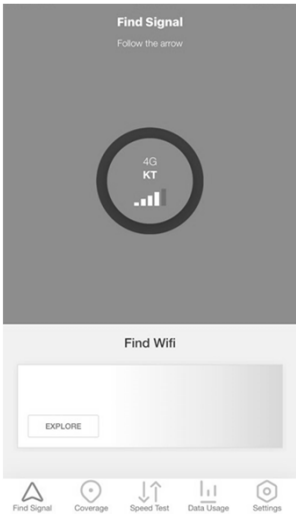 Find Signal
Follow the arrow
4G
KT
Find Wifi
EXPLORE
Find Signal Coverage Speed Test Data Usage Settings